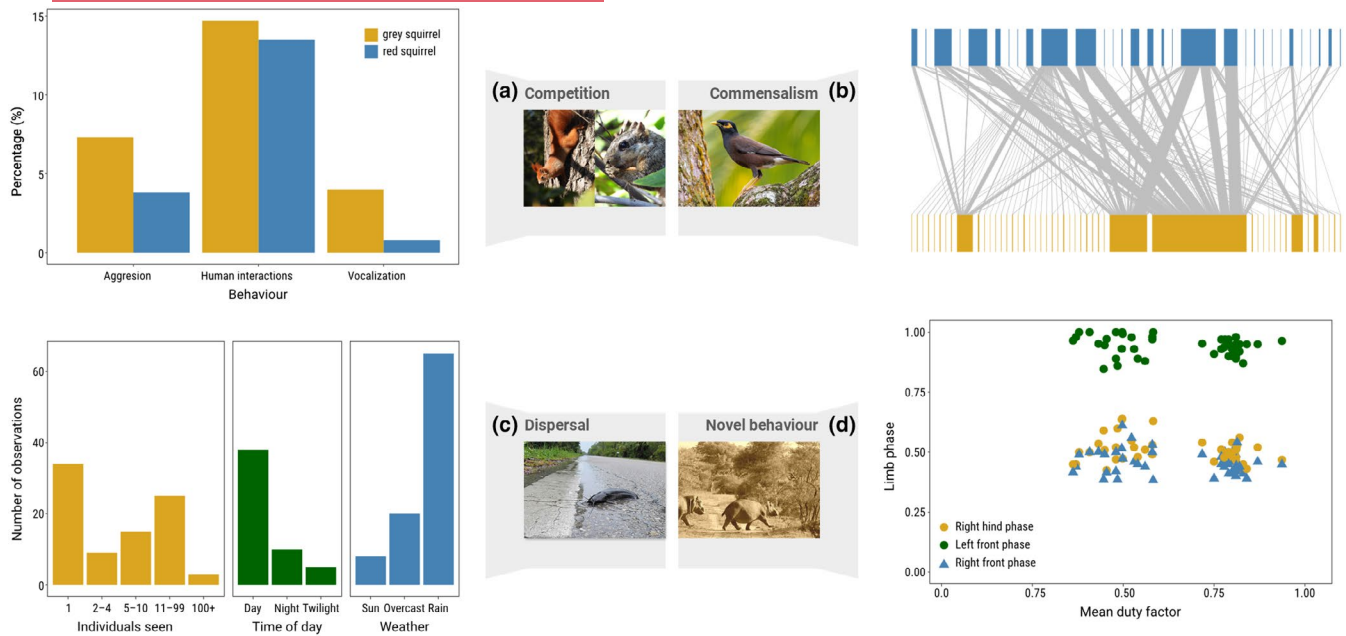 15
10
5
0
Percentage (%)
grey squirrel
red squirrel
Aggresion Human interactions Vocalization
Behaviour
(a) Competition
Commensalism (b)
60
40
20
0
Number of observations
1 2–4 5–10 11–99 100+
Individuals seen
Day Night Twilight
Time of day
Sun Overcast Rain
Weather
(c) Dispersal
Novel behaviour (d)
1.00
0.75
0.50
0.25
0.00
Limb phase
Right hind phase
Left front phase
Right front phase
0.0 0.75 0.50 0.75 1.00
Mean duty factor